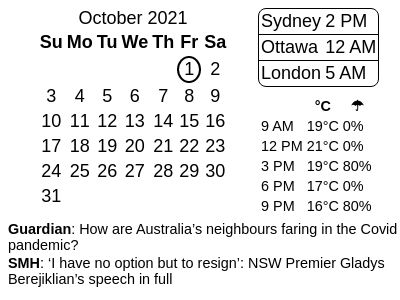 October 2021
Su Mo Tu We Th Fr Sa
1 2
3 4 5 6 7 8 9
10 11 12 13 14 15 16
17 18 19 20 21 22 23
24 25 26 27 28 29 30
31
Sydney 2 PM
Ottawa 12 AM
London 5 AM
°C ☂
9 AM 19°C 0%
12 PM 21°C 0%
3 PM 19°C 80%
6 PM 17°C 0%
9 PM 16°C 80%
Guardian: How are Australia’s neighbours faring in the Covid
pandemic?
SMH: ‘I have no option but to resign’: NSW Premier Gladys
Berejiklian’s speech in full